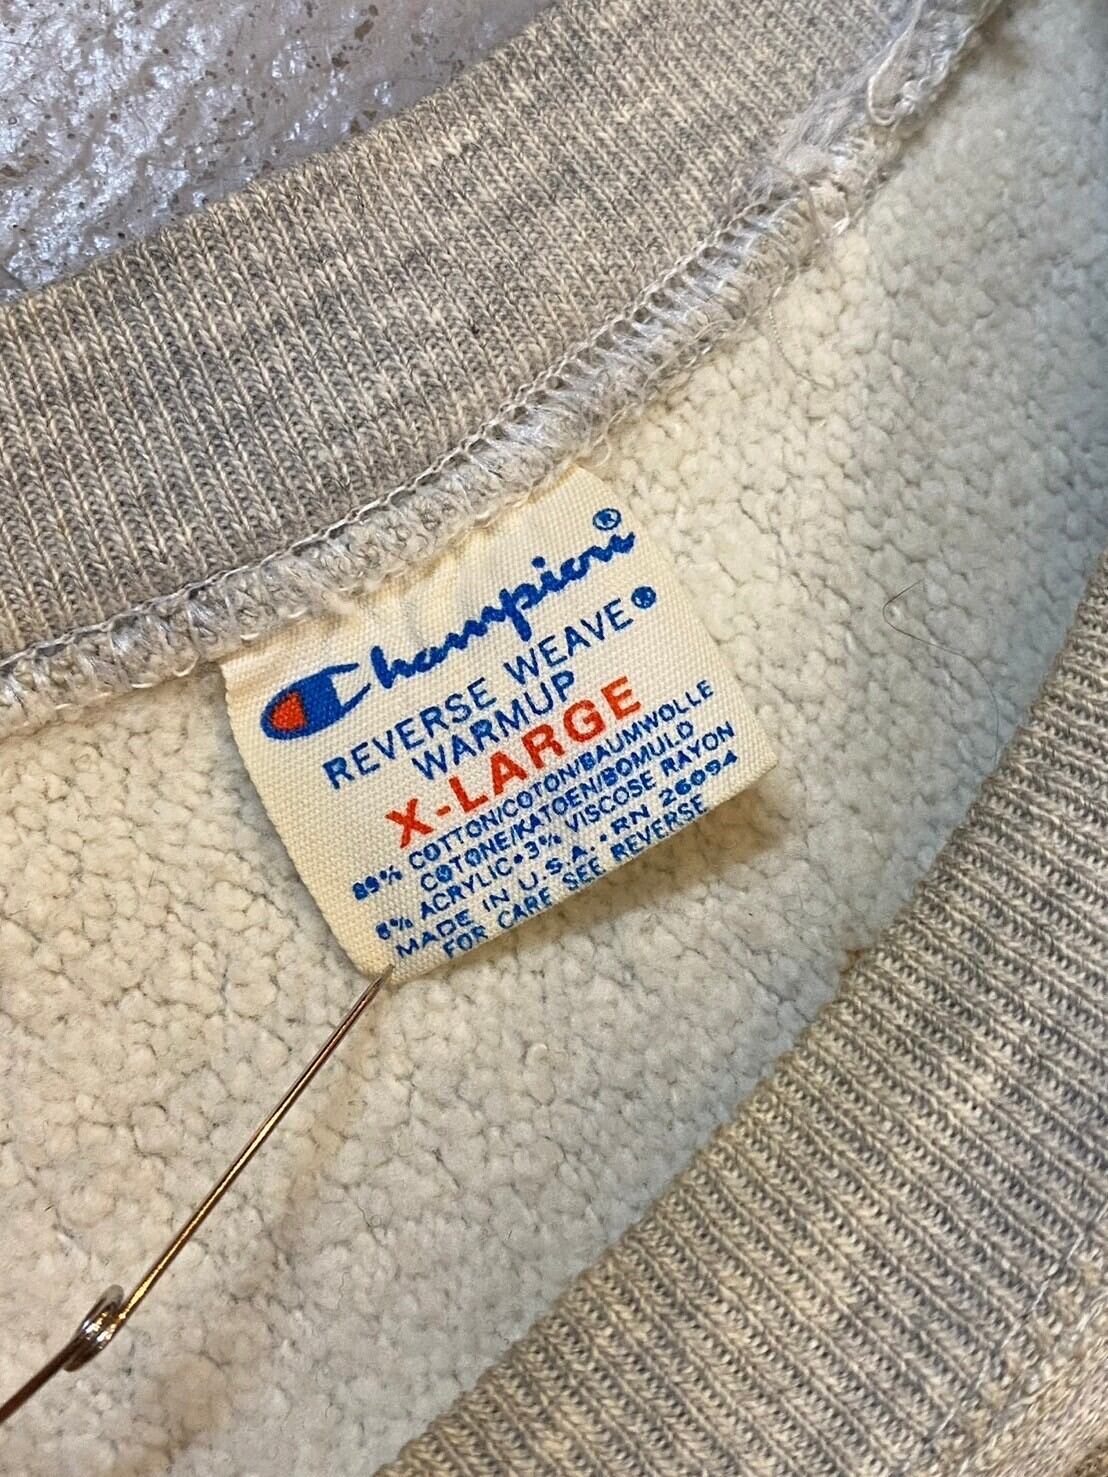 Champion®
REVERSE WEAVE®
WARMUP
X-LARGE
89% COTTON/COTON/BAUMWOLLE
COTONE/KATOEN/BOMULD
8% ACRYLIC•3% VISCOSE RAYON
MADE IN U.S.A.•RN 26094
FOR CARE SEE REVERSE